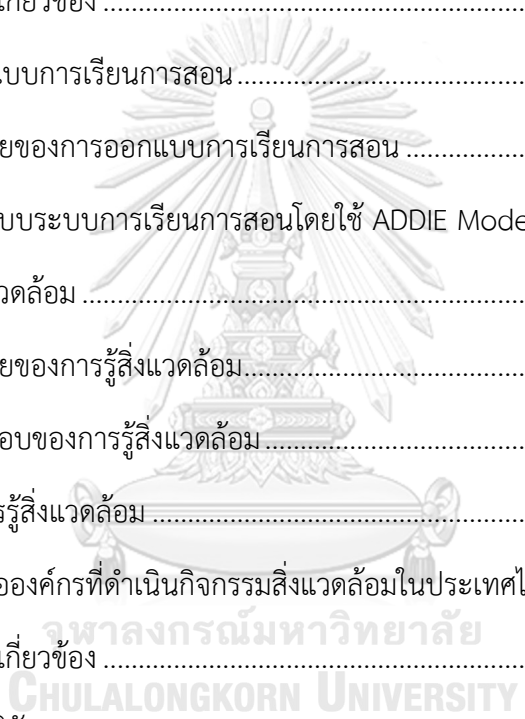 เกี่ยวข้อง
แบบการเรียนการสอน
ยของการออกแบบการเรียนการสอน
บบระบบการเรียนการสอนโดยใช้ ADDIE Mode
วดล้อม
ยของการรู้สิ่งแวดล้อม
อบของการรู้สิ่งแวดล้อม
รรู้สิ่งแวดล้อม
ององค์กรที่ดำเนินกิจกรรมสิ่งแวดล้อมในประเทศไ
จุฬาลงกรณ์มหาวิทยาลัย
เกี่ยวข้อง
CHULALONGKORN UNIVERSITY